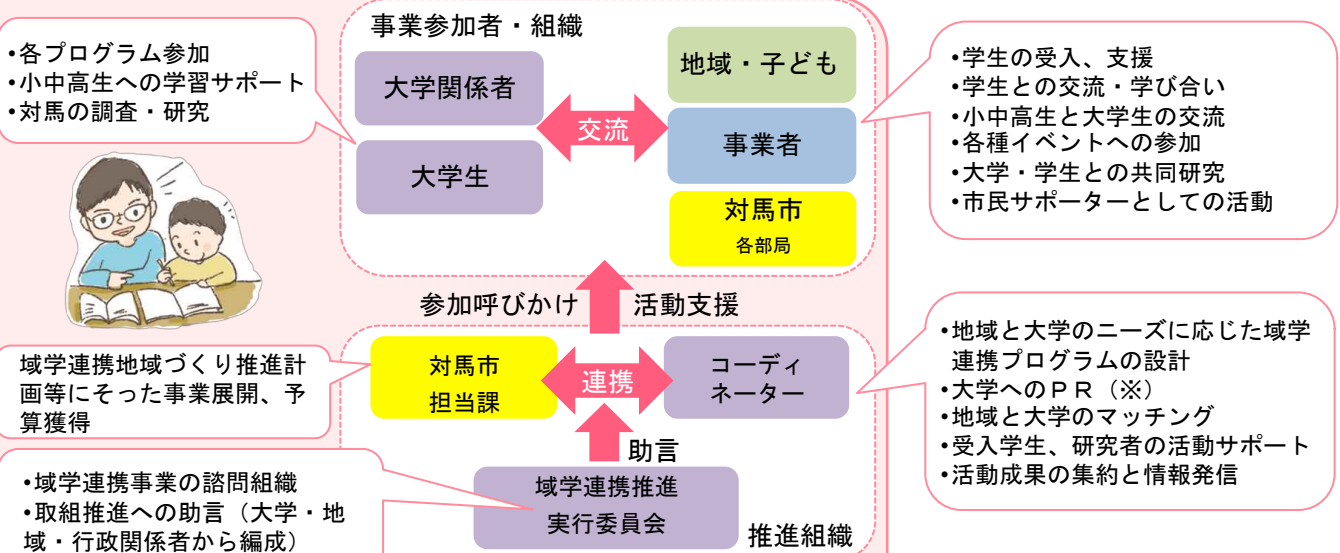 事業参加者・組織
•各プログラム参加
•小中高生への学習サポート
•対馬の調査・研究
大学関係者
大学生
交流
地域・子ども
事業者
対馬市
各部局
•学生の受入、支援
•学生との交流・学び合い
•小中高生と大学生の交流
•各種イベントへの参加
•大学・学生との共同研究
•市民サポーターとしての活動
参加呼びかけ
活動支援
域学連携地域づくり推進計
画等にそった事業展開、予
算獲得
対馬市
担当課
連携
コーディ
ネーター
•地域と大学のニーズに応じた域学
連携プログラムの設計
•大学へのＰＲ（※）
•地域と大学のマッチング
•受入学生、研究者の活動サポート
•活動成果の集約と情報発信
助言
•域学連携事業の諮問組織
•取組推進への助言（大学・地
域・行政関係者から編成）
域学連携推進
実行委員会
推進組織